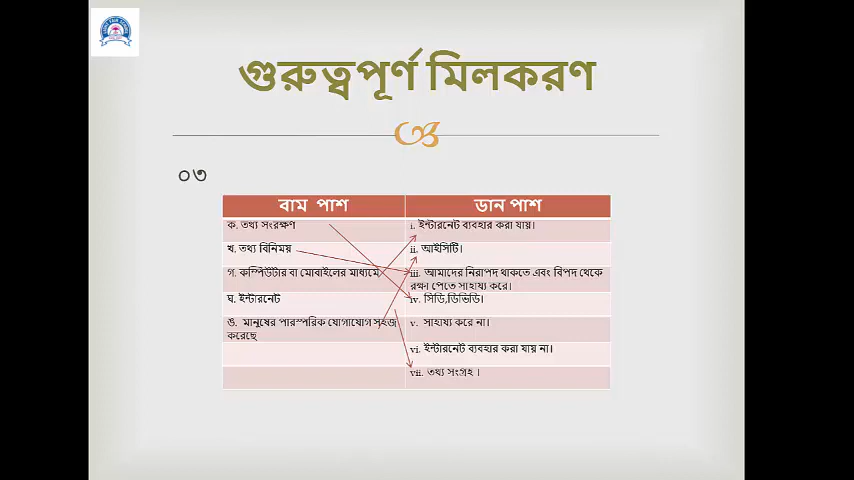 গুরুত্বপূর্ণ মিলকরণ
০৩
বাম পাশ
ডান পাশ
ক. তথ্য সংরক্ষণ
i. ইন্টারনেট ব্যবহার করা যায়।
খ. তথ্য বিনিময়
ii. আইসিটি।
গ. কম্পিউটার বা মোবাইলের মাধ্যমে
iii. আমাদের নিরাপদ থাকতে এবং বিপদ থেকে
রক্ষা পেতে সাহায্য করে।
ঘ. ইন্টারনেট
iv. সিডি,ডিভিডি।
ঙ. মানুষের পারস্পরিক যোগাযোগ সহজ
করেছে
v. সাহায্য করে না।
vi. ইন্টারনেট ব্যবহার করা যায় না।
vii. তথ্য সংগ্রহ ।